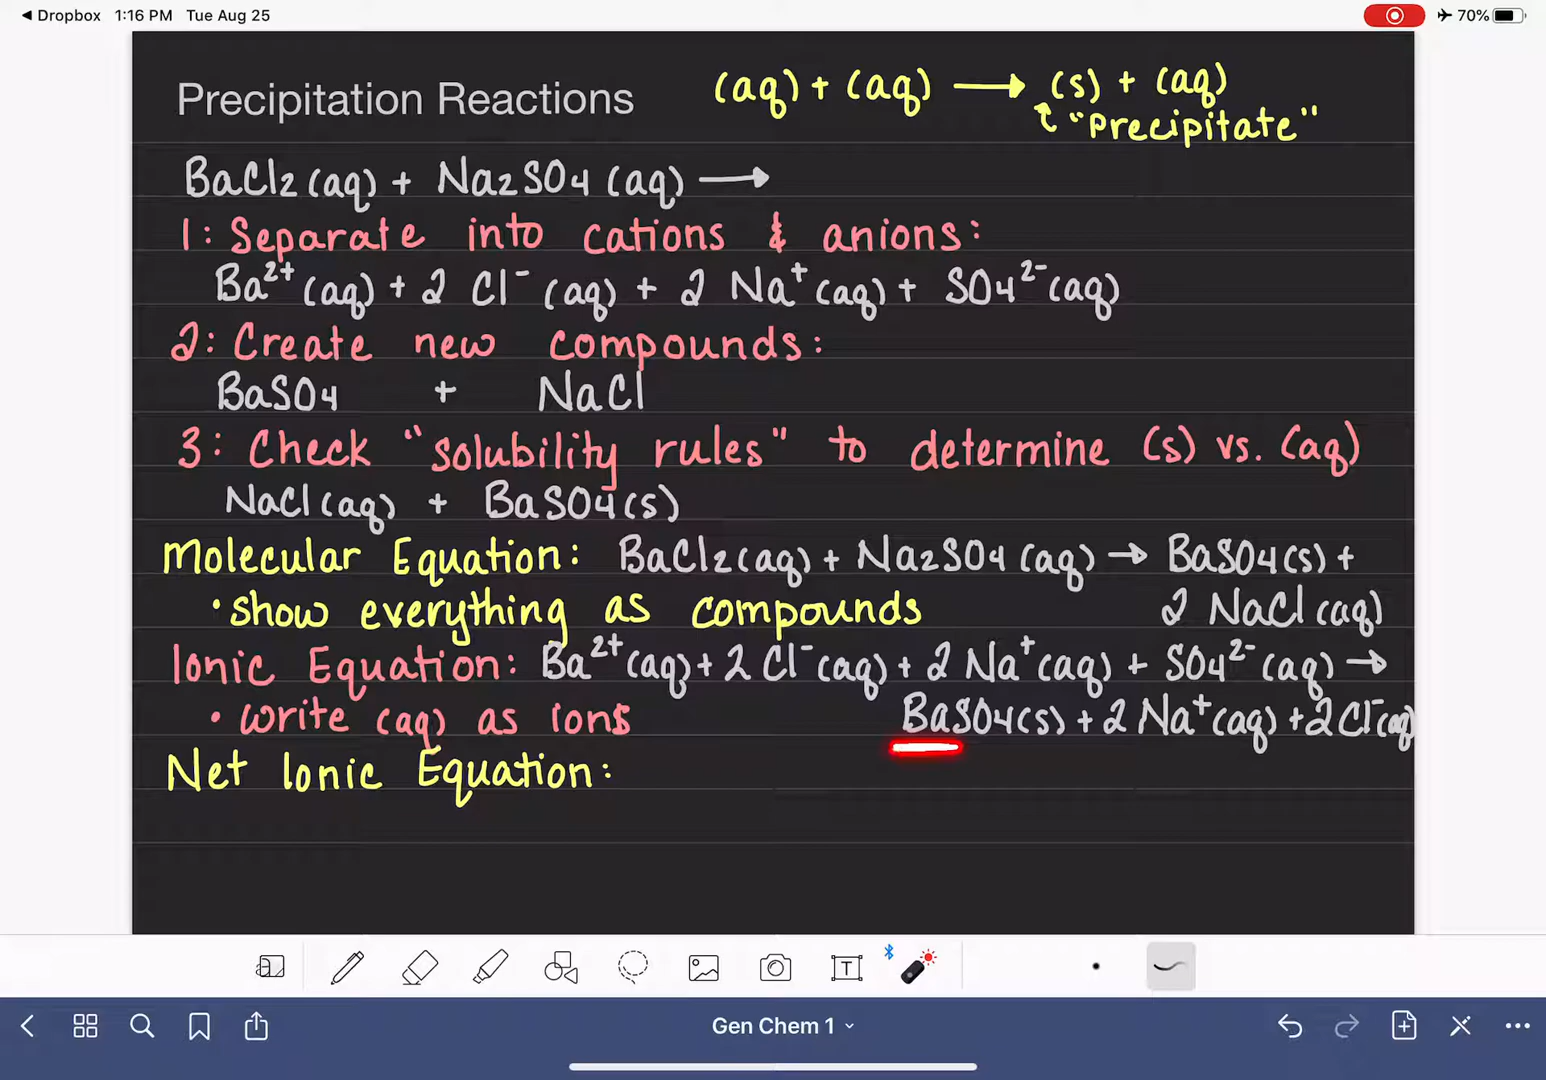 Dropbox 1:16 PM Tue Aug 25 70%
Precipitation Reactions (aq) + (aq) → (s) + (aq)
"Precipitate"
BaCl2 (aq) + Na2SO4 (aq) →
1: Separate into cations & anions:
Ba2+ (aq) + 2 Cl- (aq) + 2 Na+ (aq) + SO4 2- (aq)
2: Create new compounds:
BaSO4 + NaCl
3: Check "solubility rules" to determine (s) vs. (aq)
NaCl (aq) + BaSO4 (s)
Molecular Equation: BaCl2 (aq) + Na2SO4 (aq) → BaSO4 (s) +
• show everything as compounds 2 NaCl (aq)
Ionic Equation: Ba2+ (aq) + 2 Cl- (aq) + 2 Na+ (aq) + SO4 2- (aq) →
• write (aq) as ions BaSO4 (s) + 2 Na+ (aq) + 2 Cl- (aq)
Net Ionic Equation:
T
Gen Chem 1